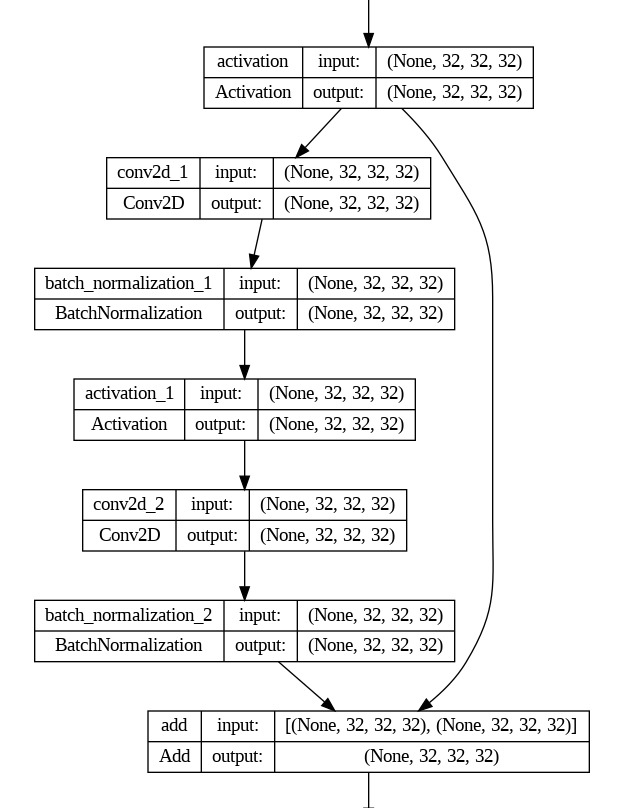 activation input: (None, 32, 32, 32)
Activation output: (None, 32, 32, 32)
conv2d_1 input: (None, 32, 32, 32)
Conv2D output: (None, 32, 32, 32)
batch_normalization_1 input: (None, 32, 32, 32)
BatchNormalization output: (None, 32, 32, 32)
activation_1 input: (None, 32, 32, 32)
Activation output: (None, 32, 32, 32)
conv2d_2 input: (None, 32, 32, 32)
Conv2D output: (None, 32, 32, 32)
batch_normalization_2 input: (None, 32, 32, 32)
BatchNormalization output: (None, 32, 32, 32)
add input: [(None, 32, 32, 32), (None, 32, 32, 32)]
Add output: (None, 32, 32, 32)